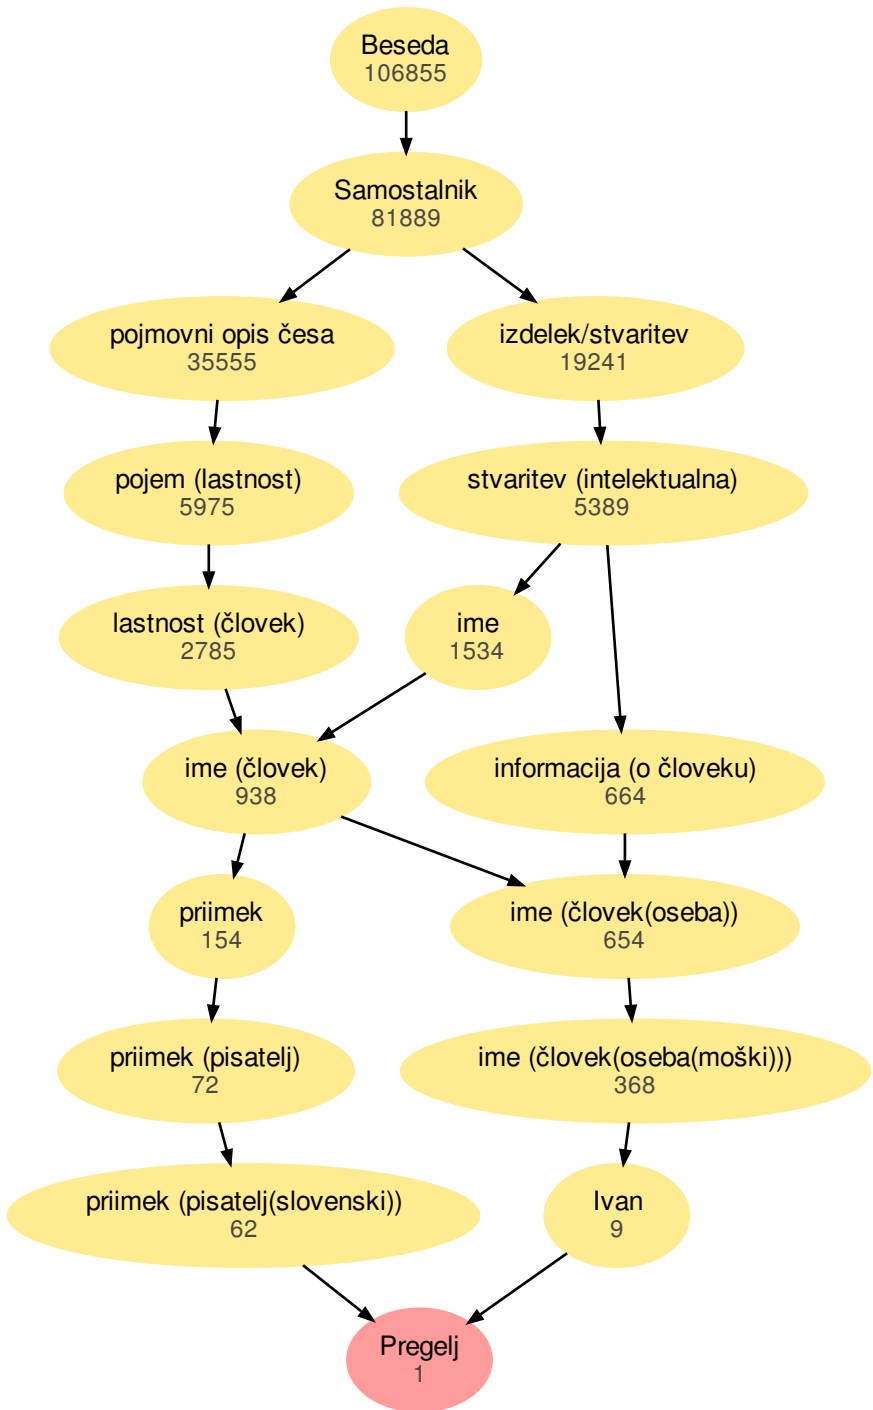 Beseda
106855
Samostalnik
81889
pojmovni opis česa
35555
izdelek/stvaritev
19241
pojem (lastnost)
5975
stvaritev (intelektualna)
5389
lastnost (človek)
2785
ime
1534
ime (človek)
938
informacija (o človeku)
664
priimek
154
ime (človek(oseba))
654
priimek (pisatelj)
72
ime (človek(oseba(moški)))
368
priimek (pisatelj(slovenski))
62
Ivan
9
Pregelj
1